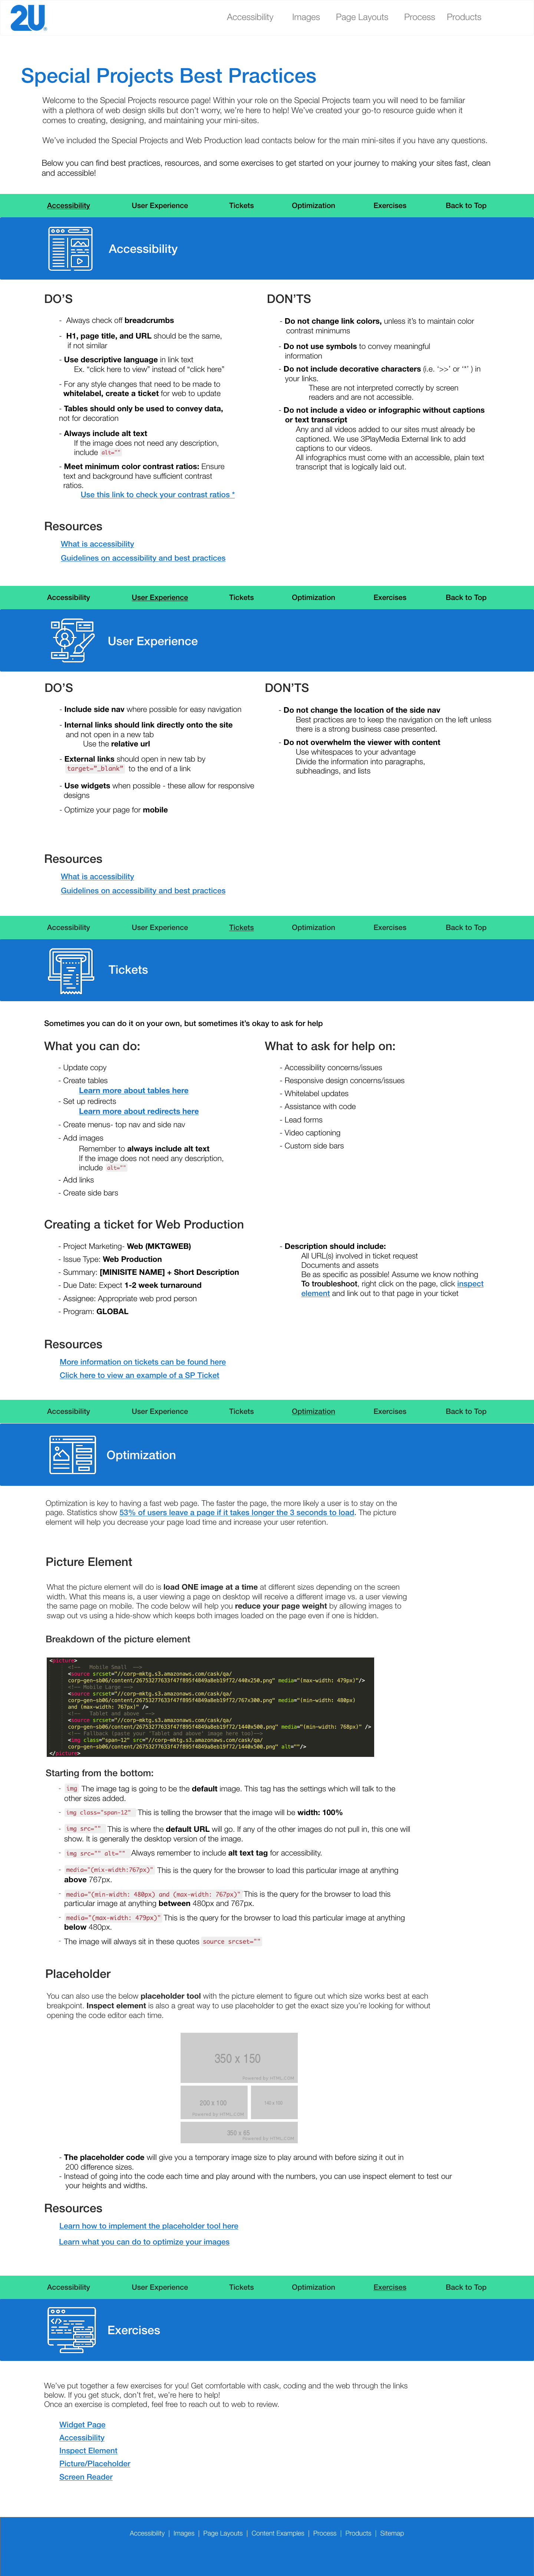 2U
Accessibility Images Page Layouts Process Products
Special Projects Best Practices
Welcome to the Special Projects resource page! Within your role on the Special Projects team you will need to be familiar
with a plethora of web design skills but don't worry, we're here to help! We've created your go-to resource guide when it
comes to creating, designing, and maintaining your mini-sites.
We've included the Special Projects and Web Production lead contacts below for the main mini-sites if you have any questions.
Below you can find best practices, resources, and some exercises to get started on your journey to making your sites fast, clean
and accessible!
Accessibility User Experience Tickets Optimization Exercises Back to Top
Accessibility
DO'S
- Always check off breadcrumbs
- H1, page title, and URL should be the same,
if not similar
- Use descriptive language in link text
Ex. "click here to view" instead of "click here"
- For any style changes that need to be made to
whitelabel, create a ticket for web to update
- Tables should only be used to convey data,
not for decoration
- Always include alt text
If the image does not need any description,
include alt=""
- Meet minimum color contrast ratios: Ensure
text and background have sufficient contrast
ratios.
Use this link to check your contrast ratios *
DON'TS
- Do not change link colors, unless it's to maintain color
contrast minimums
- Do not use symbols to convey meaningful
information
- Do not include decorative characters (i.e. '>>' or '*' ) in
your links.
These are not interpreted correctly by screen
readers and are not accessible.
- Do not include a video or infographic without captions
or text transcript
Any and all videos added to our sites must already be
captioned. We use 3PlayMedia External link to add
captions to our videos.
All infographics must come with an accessible, plain text
transcript that is logically laid out.
Resources
What is accessibility
Guidelines on accessibility and best practices
Accessibility User Experience Tickets Optimization Exercises Back to Top
User Experience
DO'S
- Include side nav where possible for easy navigation
- Internal links should link directly onto the site
and not open in a new tab
Use the relative url
- External links should open in new tab by
target="_blank" to the end of a link
- Use widgets when possible - these allow for responsive
designs
- Optimize your page for mobile
DON'TS
- Do not change the location of the side nav
Best practices are to keep the navigation on the left unless
there is a strong business case presented.
- Do not overwhelm the viewer with content
Use whitespaces to your advantage
Divide the information into paragraphs,
subheadings, and lists
Resources
What is accessibility
Guidelines on accessibility and best practices
Accessibility User Experience Tickets Optimization Exercises Back to Top
Tickets
Sometimes you can do it on your own, but sometimes it's okay to ask for help
What you can do:
- Update copy
- Create tables
Learn more about tables here
- Set up redirects
Learn more about redirects here
- Create menus- top nav and side nav
- Add images
Remember to always include alt text
If the image does not need any description,
include alt=""
- Add links
- Create side bars
What to ask for help on:
- Accessibility concerns/issues
- Responsive design concerns/issues
- Whitelabel updates
- Assistance with code
- Lead forms
- Video captioning
- Custom side bars
Creating a ticket for Web Production
- Project Marketing- Web (MKTGWEB)
- Issue Type: Web Production
- Summary: [MINISITE NAME] + Short Description
- Due Date: Expect 1-2 week turnaround
- Assignee: Appropriate web prod person
- Program: GLOBAL
- Description should include:
All URL(s) involved in ticket request
Documents and assets
Be as specific as possible! Assume we know nothing
To troubleshoot, right click on the page, click inspect
element and link out to that page in your ticket
Resources
More information on tickets can be found here
Click here to view an example of a SP Ticket
Accessibility User Experience Tickets Optimization Exercises Back to Top
Optimization
Optimization is key to having a fast web page. The faster the page, the more likely a user is to stay on the
page. Statistics show 53% of users leave a page if it takes longer the 3 seconds to load. The picture
element will help you decrease your page load time and increase your user retention.
Picture Element
What the picture element will do is load ONE image at a time at different sizes depending on the screen
width. What this means is, a user viewing a page on desktop will receive a different image vs. a user viewing
the same page on mobile. The code below will help you reduce your page weight by allowing images to
swap out vs using a hide-show which keeps both images loaded on the page even if one is hidden.
Breakdown of the picture element
<picture>
<!-- Mobile Small -->
<source srcset="//corp-mktg.s3.amazonaws.com/cask/qa/
<!-- Mobile Large -->
<source srcset="//corp-mktg.s3.amazonaws.com/cask/qa/
and (max-width: 767px)" />
<!-- Tablet and above -->
<source srcset="//corp-mktg.s3.amazonaws.com/cask/qa/
<!-- Fallback (paste your 'Tablet and above' image here too)-->
<img class="span-12" src="//corp-mktg.s3.amazonaws.com/cask/qa/
</picture>
Starting from the bottom:
- img The image tag is going to be the default image. This tag has the settings which will talk to the
other sizes added.
- img class="span-12" This is telling the browser that the image will be width: 100%
- img src="" This is where the default URL will go. If any of the other images do not pull in, this one will
show. It is generally the desktop version of the image.
- img src="" alt="" Always remember to include alt text tag for accessibility.
- media="(mix-width:767px)" This is the query for the browser to load this particular image at anything
above 767px.
- media="(min-width: 480px) and (max-width: 767px)" This is the query for the browser to load this
particular image at anything between 480px and 767px.
- media="(max-width: 479px)" This is the query for the browser to load this particular image at anything
below 480px.
- The image will always sit in these quotes source srcset=""
Placeholder
You can also use the below placeholder tool with the picture element to figure out which size works best at each
breakpoint. Inspect element is also a great way to use placeholder to get the exact size you're looking for without
opening the code editor each time.
350 x 150
Powered by HTML.COM
200 x 100
Powered by HTML.COM
350 x 65
Powered by HTML.COM
- The placeholder code will give you a temporary image size to play around with before sizing it out in
200 difference sizes.
- Instead of going into the code each time and play around with the numbers, you can use inspect element to test our
your heights and widths.
Resources
Learn how to implement the placeholder tool here
Learn what you can do to optimize your images
Accessibility User Experience Tickets Optimization Exercises Back to Top
Exercises
We've put together a few exercises for you! Get comfortable with cask, coding and the web through the links
below. If you get stuck, don't fret, we're here to help!
Once an exercise is completed, feel free to reach out to web to review.
Widget Page
Accessibility
Inspect Element
Picture/Placeholder
Screen Reader
Accessibility | Images | Page Layouts | Content Examples | Process | Products | Sitemap